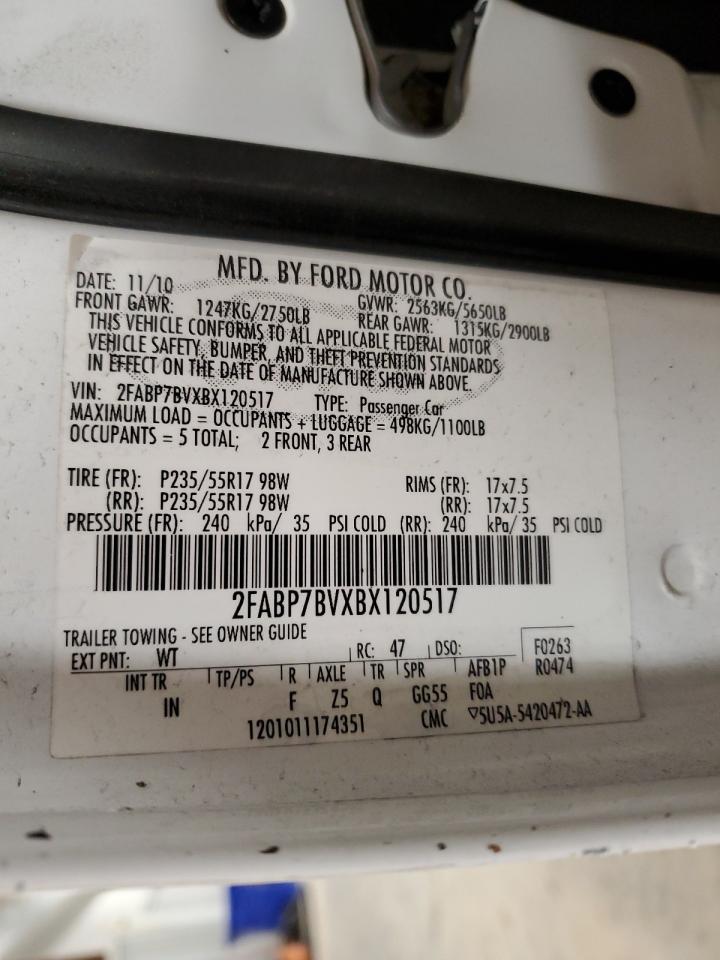 MFD. BY FORD MOTOR CO.
DATE: 11/10 GVWR: 2563KG/5650LB
FRONT GAWR: 1247KG/2750LB REAR GAWR: 1315KG/2900LB
THIS VEHICLE CONFORMS TO ALL APPLICABLE FEDERAL MOTOR
VEHICLE SAFETY, BUMPER, AND THEFT PREVENTION STANDARDS
IN EFFECT ON THE DATE OF MANUFACTURE SHOWN ABOVE.
VIN: 2FABP7BVXBX120517 TYPE: Passenger Car
MAXIMUM LOAD = OCCUPANTS + LUGGAGE = 498KG/1100LB
OCCUPANTS = 5 TOTAL; 2 FRONT, 3 REAR
TIRE (FR): P235/55R17 98W RIMS (FR): 17x7.5
(RR): P235/55R17 98W (RR): 17x7.5
PRESSURE (FR): 240 kPa/ 35 PSI COLD (RR): 240 kPa/ 35 PSI COLD
2FABP7BVXBX120517
TRAILER TOWING - SEE OWNER GUIDE
EXT PNT: WT RC: 47 DSO: F0263
INT TR TP/PS R AXLE TR SPR AFB1P R0474
IN F Z5 Q GG55 FOA
1201011174351 CMC ▽5U5A-5420472-AA